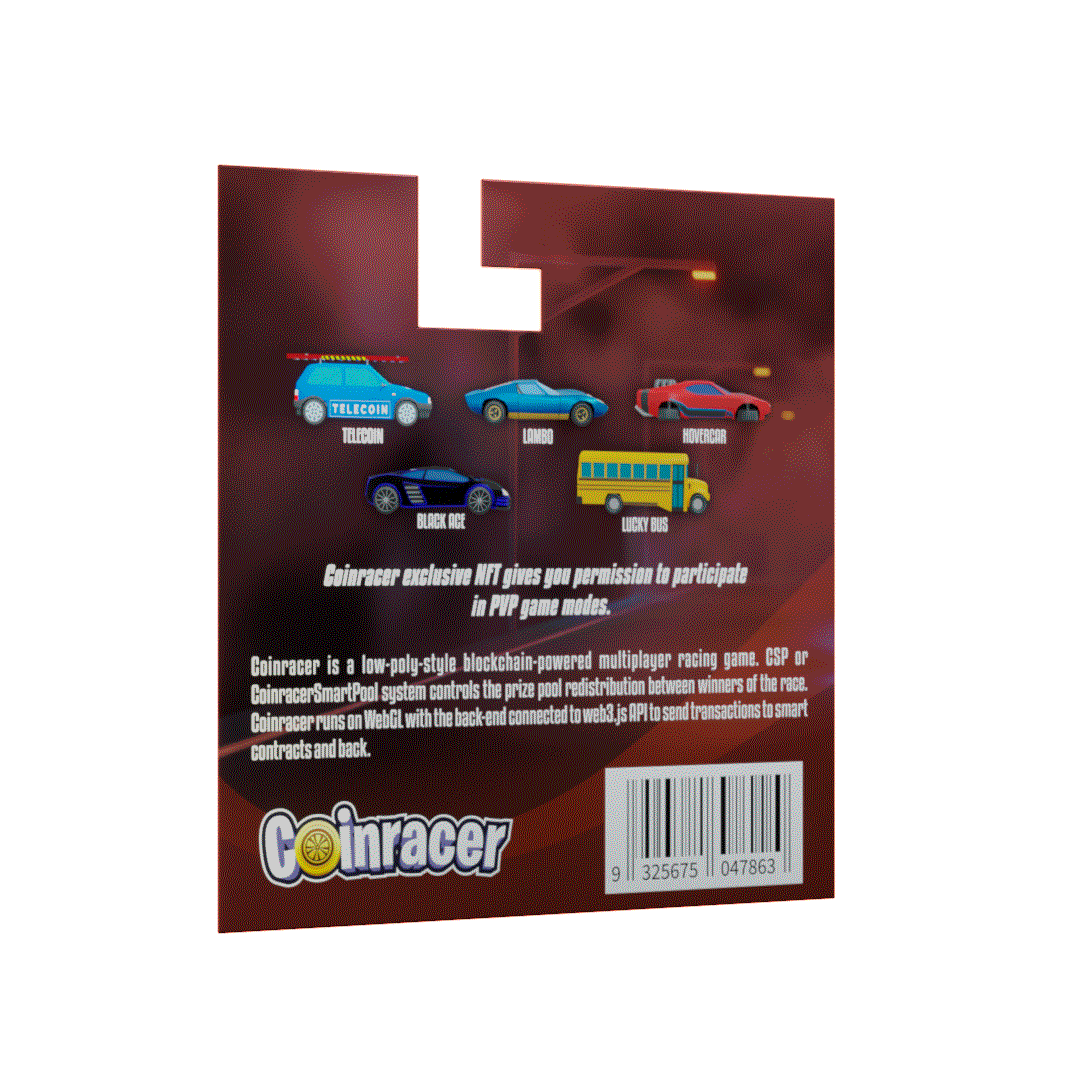 TELECOIN
TELECOIN
LAMBO
HOVERCAR
BLACK ACE
LUCKY BUS
Coinracer exclusive NFT gives you permission to participate
in PVP game modes.
Coinracer is a low-poly-style blockchain-powered multiplayer racing game. CSP or
CoinracerSmartPool system controls the prize pool redistribution between winners of the race.
Coinracer runs on WebGL with the back-end connected to web3.js API to send transactions to smart
contracts and back.
Coinracer
9 325675 047863